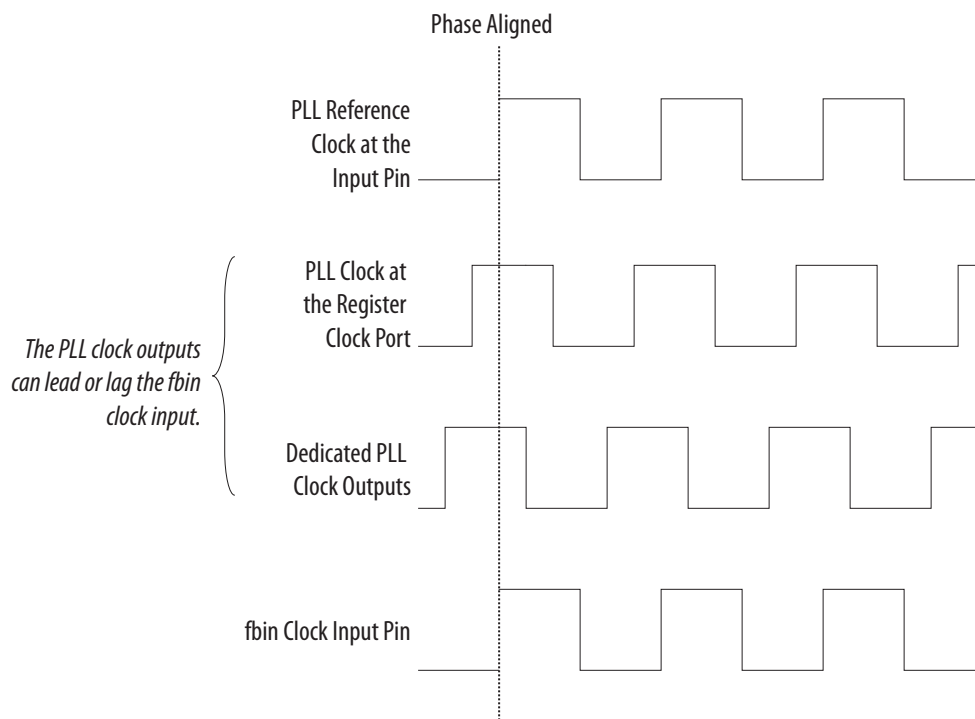 Phase Aligned
PLL Reference
Clock at the
Input Pin
PLL Clock at
the Register
Clock Port
The PLL clock outputs
can lead or lag the fbin
clock input.
Dedicated PLL
Clock Outputs
fbin Clock Input Pin